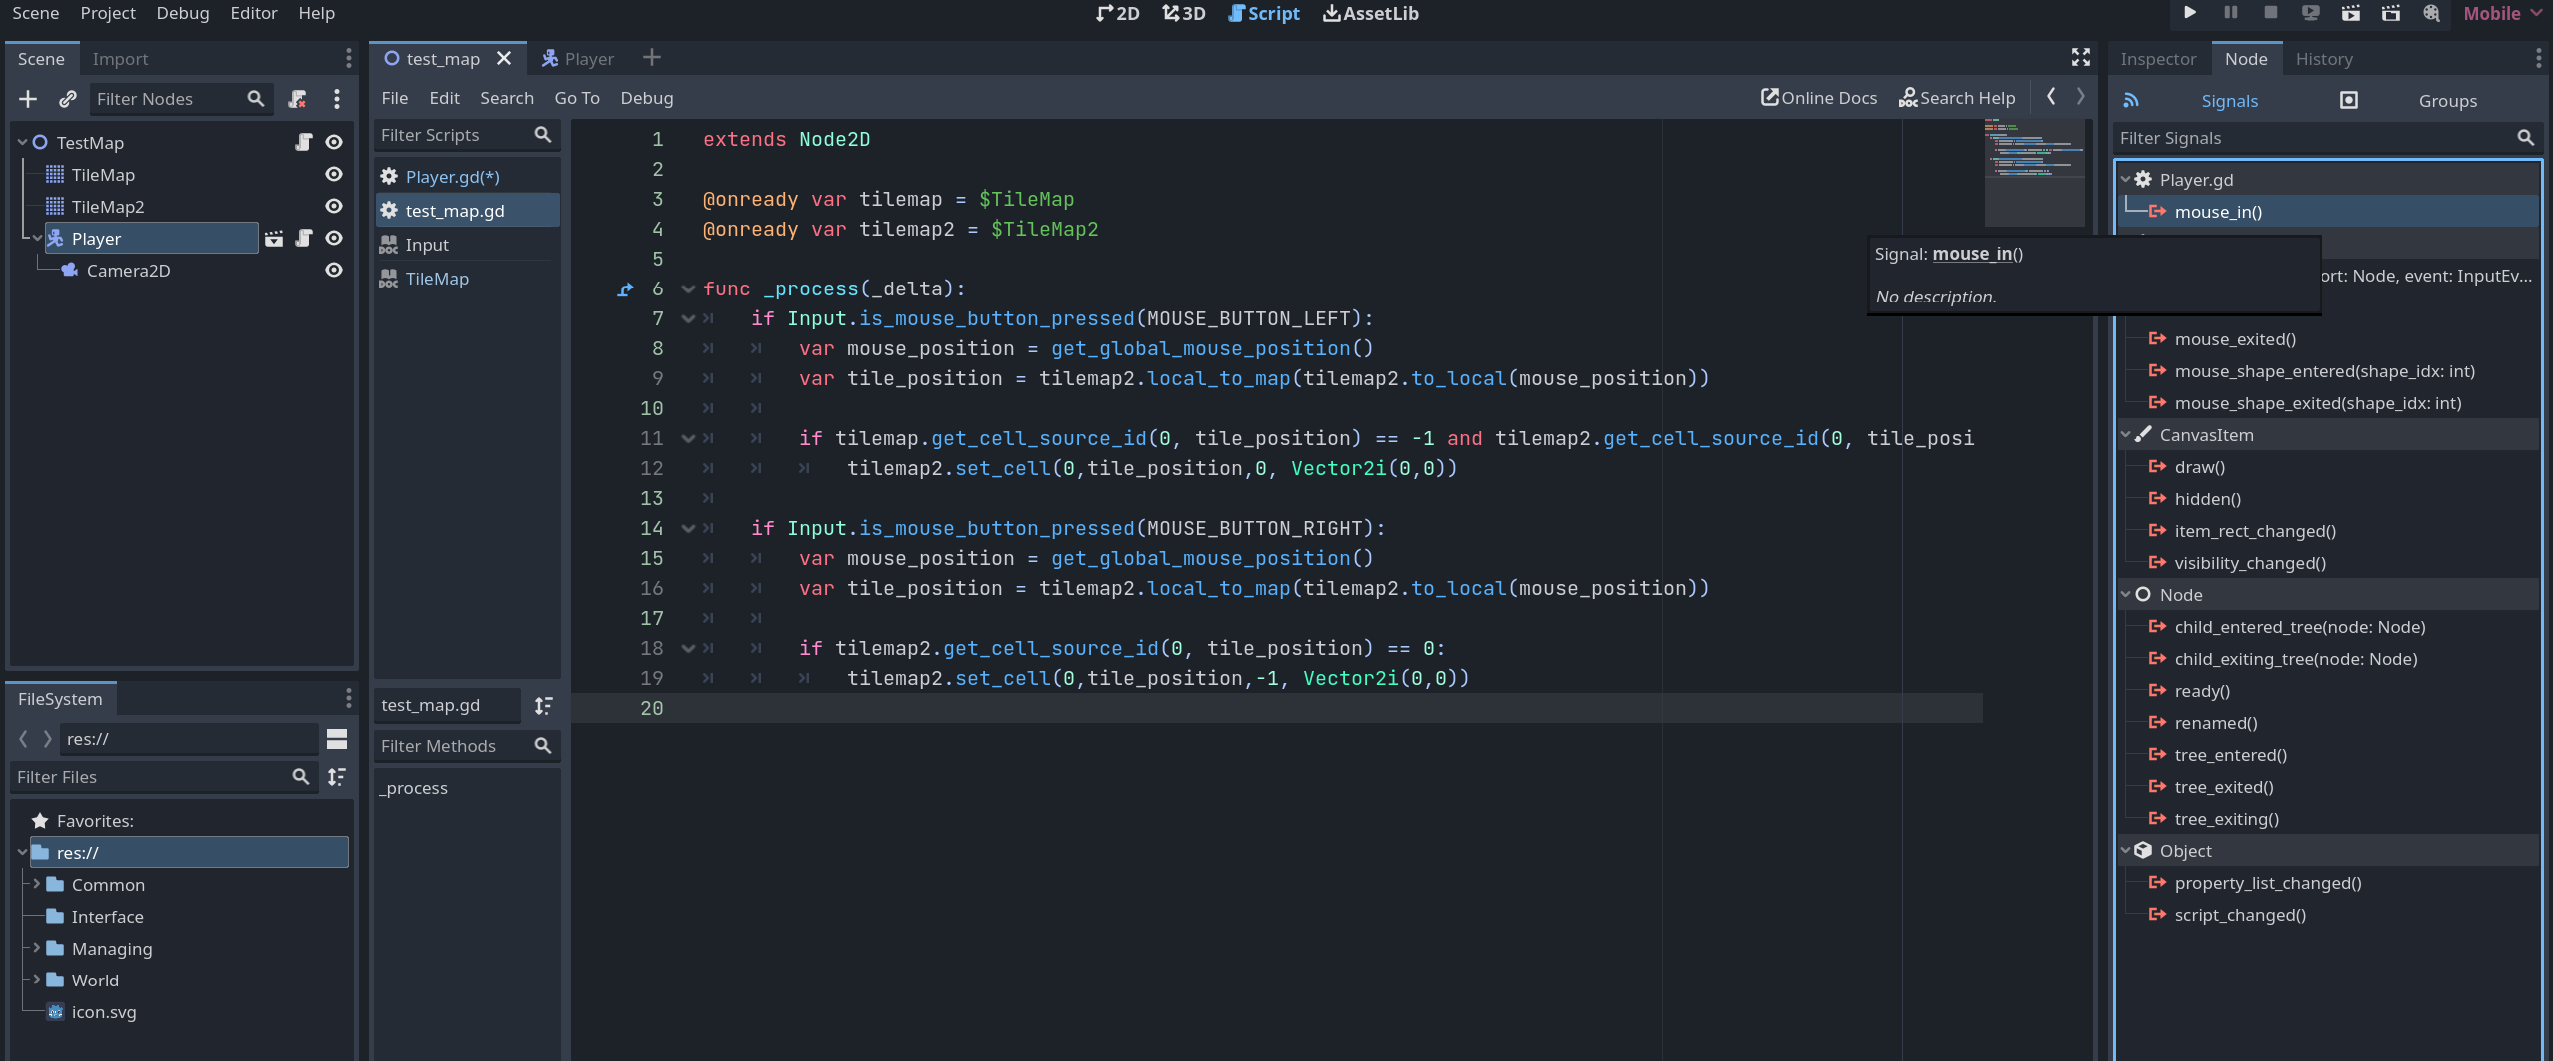 Scene Project Debug Editor Help
2D 3D Script AssetLib
Mobile
Scene Import
Filter Nodes
TestMap
TileMap
TileMap2
Player
Camera2D
FileSystem
res://
Filter Files
Favorites:
res://
Common
Interface
Managing
World
icon.svg
test_map Player
File Edit Search Go To Debug
Online Docs Search Help
Filter Scripts
Player.gd(*)
test_map.gd
Input
TileMap
test_map.gd
Filter Methods
_process
1 extends Node2D
2
3 @onready var tilemap = $TileMap
4 @onready var tilemap2 = $TileMap2
5
6 func _process(_delta):
7 if Input.is_mouse_button_pressed(MOUSE_BUTTON_LEFT):
8 var mouse_position = get_global_mouse_position()
9 var tile_position = tilemap2.local_to_map(tilemap2.to_local(mouse_position))
10
11 if tilemap.get_cell_source_id(0, tile_position) == -1 and tilemap2.get_cell_source_id(0, tile_posi
12 tilemap2.set_cell(0,tile_position,0, Vector2i(0,0))
13
14 if Input.is_mouse_button_pressed(MOUSE_BUTTON_RIGHT):
15 var mouse_position = get_global_mouse_position()
16 var tile_position = tilemap2.local_to_map(tilemap2.to_local(mouse_position))
17
18 if tilemap2.get_cell_source_id(0, tile_position) == 0:
19 tilemap2.set_cell(0,tile_position,-1, Vector2i(0,0))
20
Inspector Node History
Signals Groups
Filter Signals
Player.gd
mouse_in()
Signal: mouse_in()
No description.
ort: Node, event: InputEv...
mouse_exited()
mouse_shape_entered(shape_idx: int)
mouse_shape_exited(shape_idx: int)
CanvasItem
draw()
hidden()
item_rect_changed()
visibility_changed()
Node
child_entered_tree(node: Node)
child_exiting_tree(node: Node)
ready()
renamed()
tree_entered()
tree_exited()
tree_exiting()
Object
property_list_changed()
script_changed()